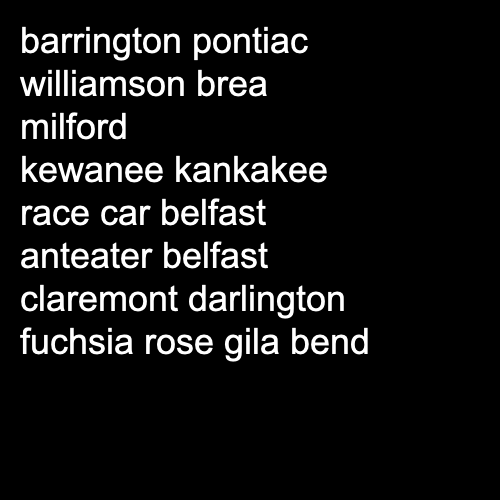 barrington pontiac
williamson brea
milford
kewanee kankakee
race car belfast
anteater belfast
claremont darlington
fuchsia rose gila bend